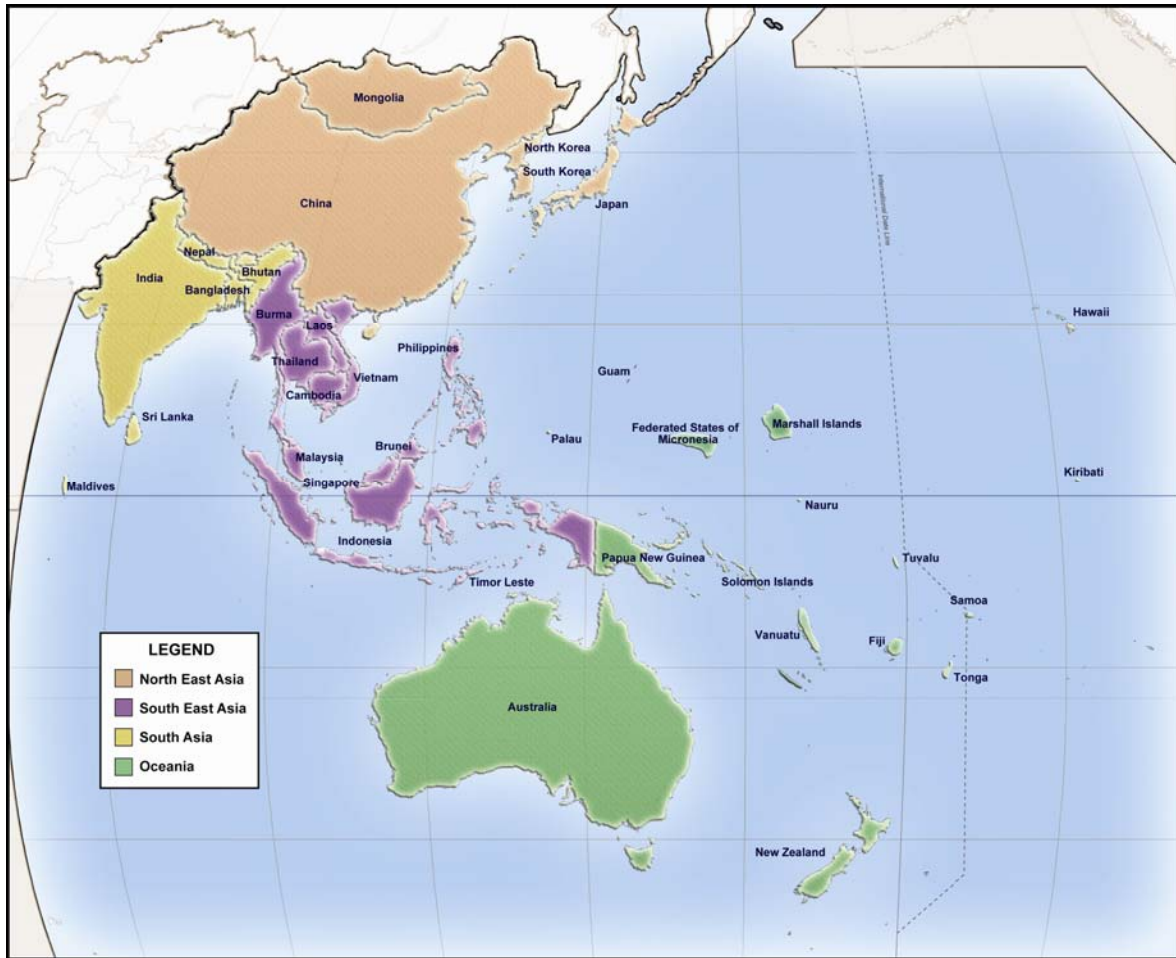 Mongolia
North Korea
South Korea
China
Japan
International Date Line
Nepal
India
Bhutan
Bangladesh
Burma
Hawaii
Laos
Philippines
Thailand
Guam
Vietnam
Cambodia
Sri Lanka
Marshall Islands
Federated States of
Micronesia
Palau
Brunei
Malaysia
Kiribati
Singapore
Maldives
Nauru
Indonesia
Papua New Guinea
Tuvalu
Timor Leste
Solomon Islands
Samoa
Vanuatu
Fiji
Tonga
LEGEND
North East Asia
South East Asia
South Asia
Oceania
Australia
New Zealand